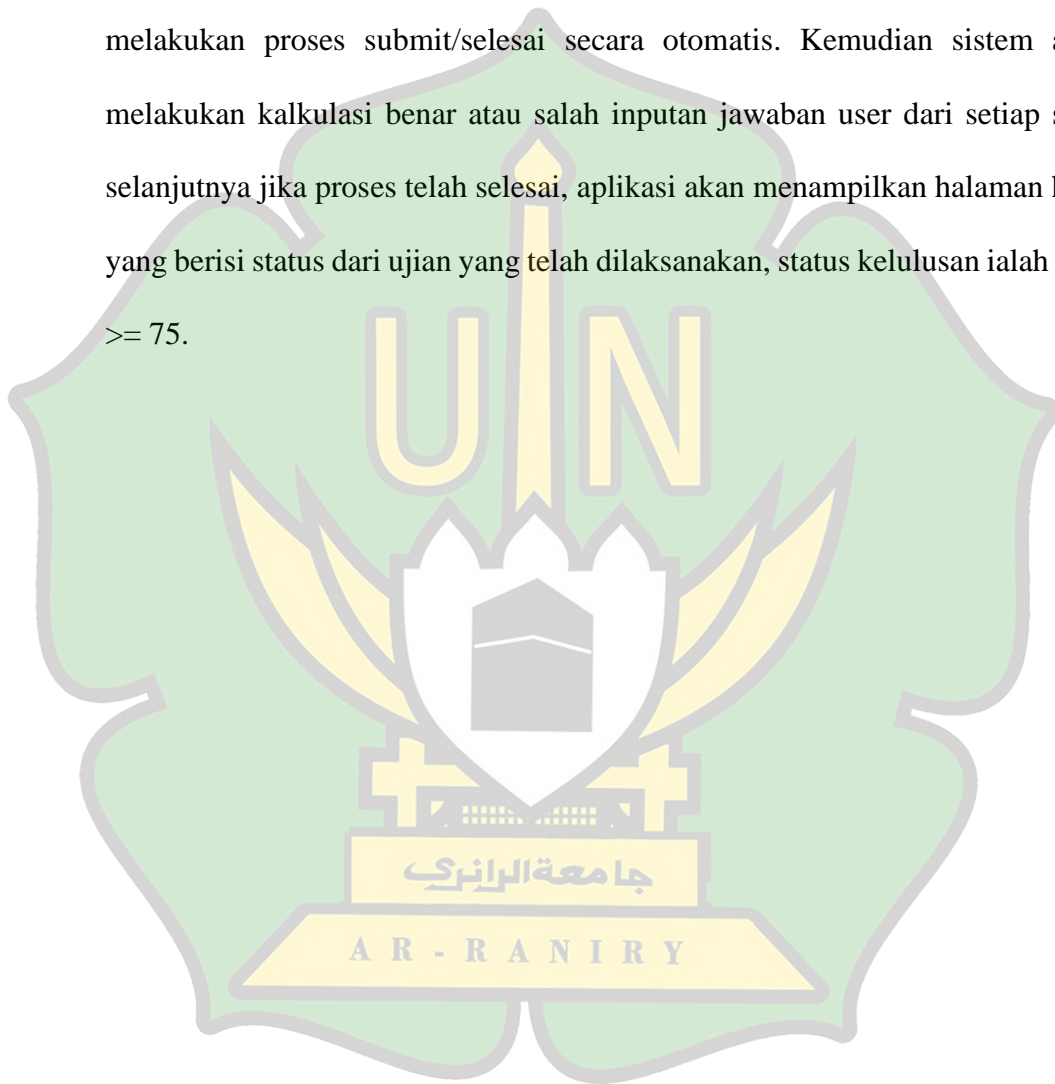 melakukan proses submit/selesai secara otomatis. Kemudian sistem a
melakukan kalkulasi benar atau salah inputan jawaban user dari setiap s
selanjutnya jika proses telah selesai, aplikasi akan menampilkan halaman h
yang berisi status dari ujian yang telah dilaksanakan, status kelulusan ialah
>= 75.
UIN
جامعةالرانري
AR-RANIRY